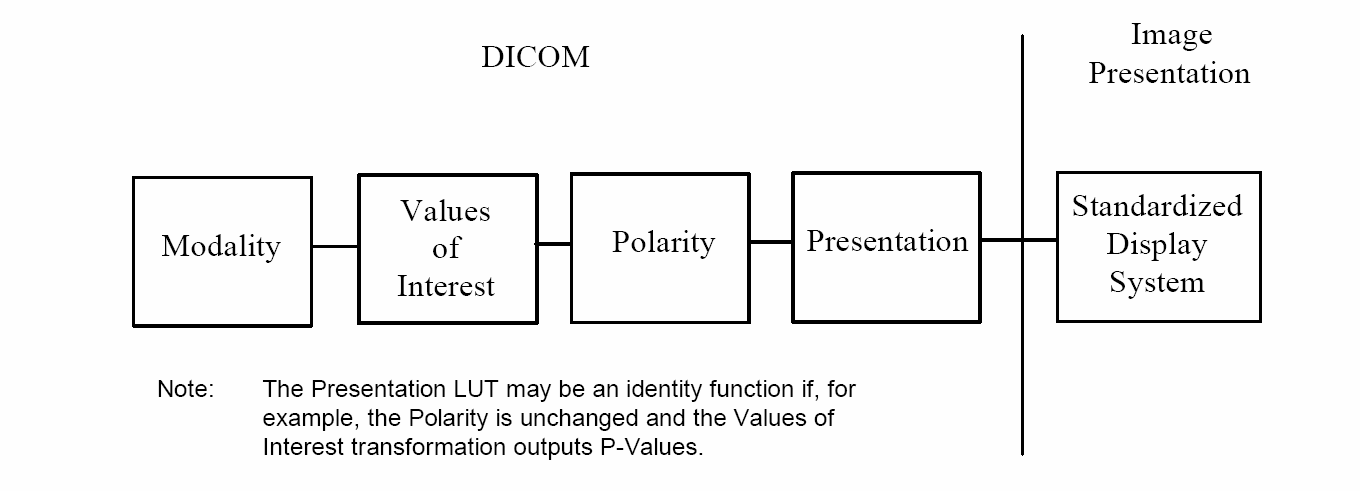 DICOM
Image
Presentation
Modality
Values
of
Interest
Polarity
Presentation
Standardized
Display
System
Note: The Presentation LUT may be an identity function if, for
example, the Polarity is unchanged and the Values of
Interest transformation outputs P-Values.